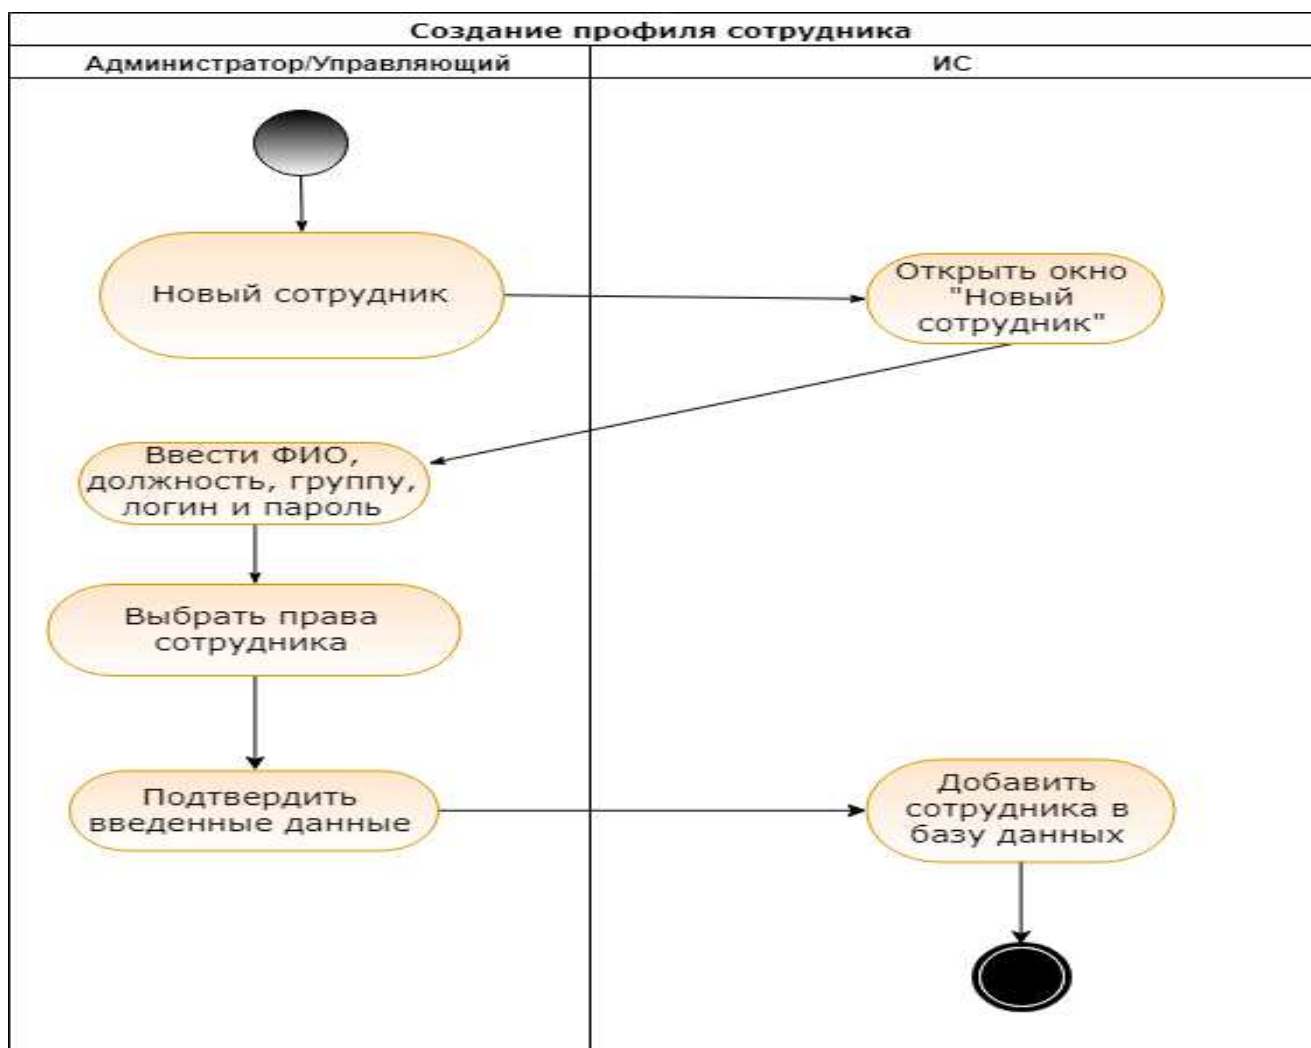 Создание профиля сотрудника
Администратор/Управляющий
ИС
Новый сотрудник
Открыть окно
"Новый
сотрудник"
Ввести ФИО,
должность, группу,
логин и пароль
Выбрать права
сотрудника
Подтвердить
введенные данные
Добавить
сотрудника в
базу данных